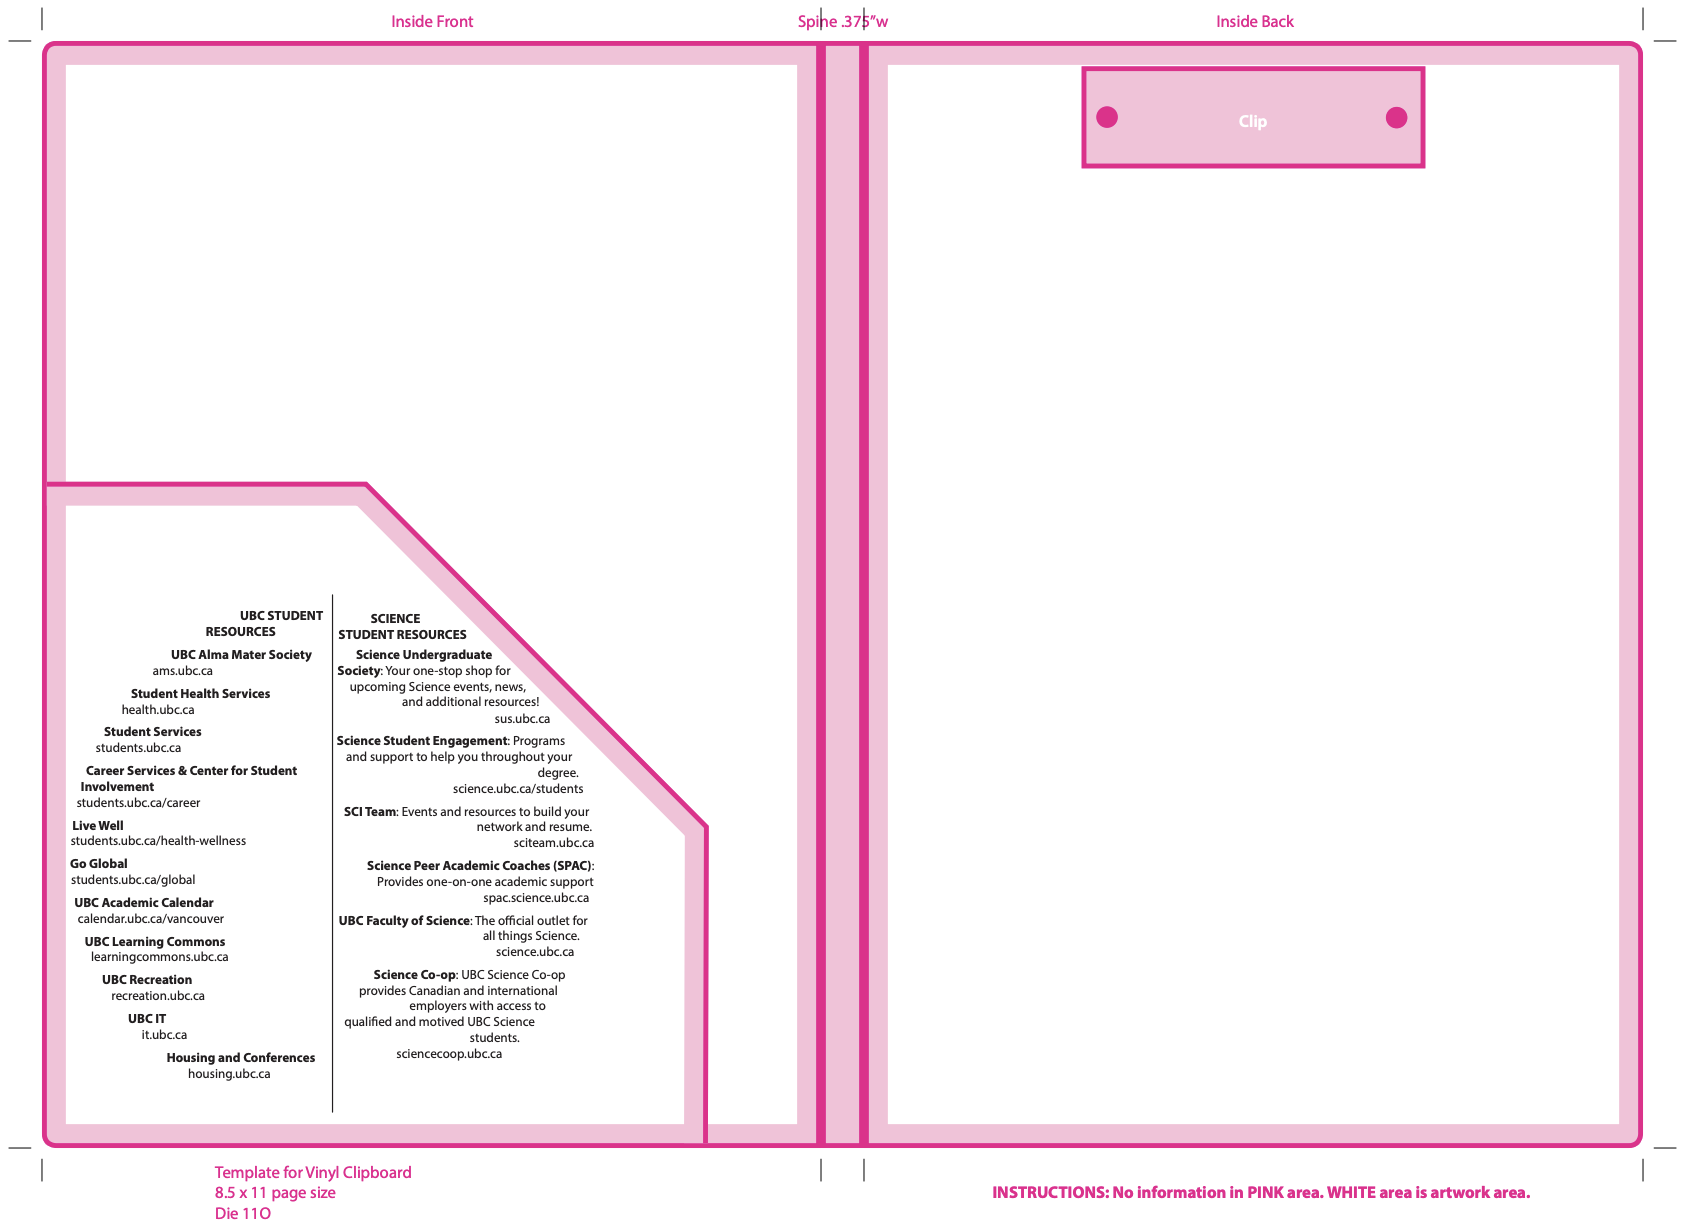 Inside Front
Spine .375”w
Inside Back
Clip
UBC STUDENT
RESOURCES
UBC Alma Mater Society
ams.ubc.ca
Student Health Services
health.ubc.ca
Student Services
students.ubc.ca
Career Services & Center for Student
Involvement
students.ubc.ca/career
Live Well
students.ubc.ca/health-wellness
Go Global
students.ubc.ca/global
UBC Academic Calendar
calendar.ubc.ca/vancouver
UBC Learning Commons
learningcommons.ubc.ca
UBC Recreation
recreation.ubc.ca
UBC IT
it.ubc.ca
Housing and Conferences
housing.ubc.ca
SCIENCE
STUDENT RESOURCES
Science Undergraduate
Society: Your one-stop shop for
upcoming Science events, news,
and additional resources!
sus.ubc.ca
Science Student Engagement: Programs
and support to help you throughout your
degree.
science.ubc.ca/students
SCI Team: Events and resources to build your
network and resume.
sciteam.ubc.ca
Science Peer Academic Coaches (SPAC):
Provides one-on-one academic support
spac.science.ubc.ca
UBC Faculty of Science: The official outlet for
all things Science.
science.ubc.ca
Science Co-op: UBC Science Co-op
provides Canadian and international
employers with access to
qualified and motived UBC Science
students.
sciencecoop.ubc.ca
Template for Vinyl Clipboard
8.5 x 11 page size
Die 11O
INSTRUCTIONS: No information in PINK area. WHITE area is artwork area.